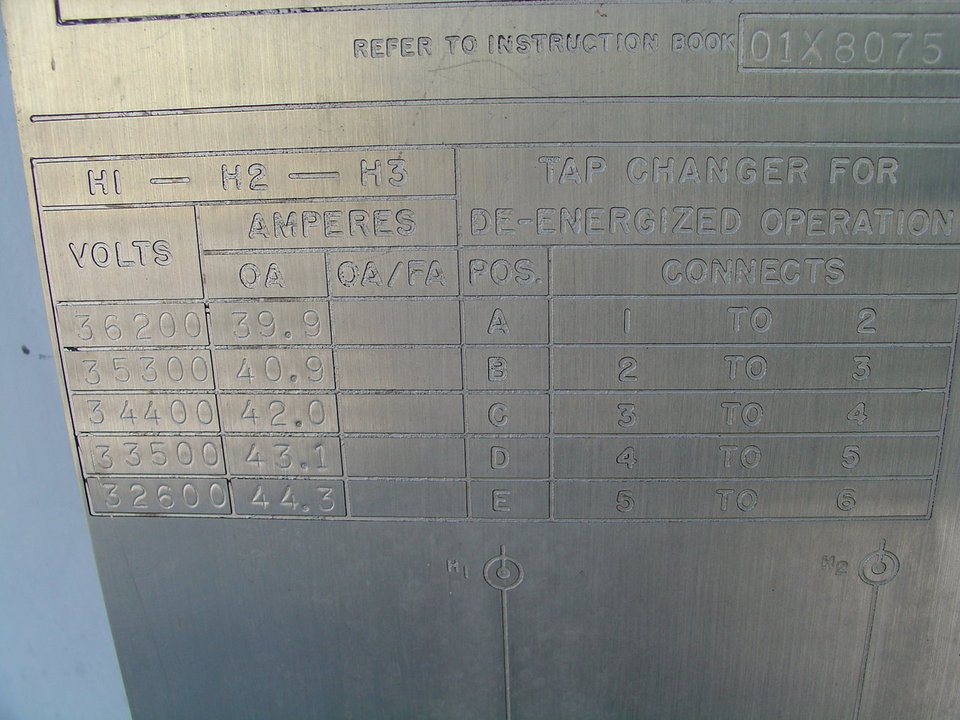 REFER TO INSTRUCTION BOOK 01X8075
H1 — H2 — H3
TAP CHANGER FOR
DE-ENERGIZED OPERATION
VOLTS AMPERES
OA OA/FA POS. CONNECTS
36200 39.9 A 1 TO 2
35300 40.9 B 2 TO 3
34400 42.0 C 3 TO 4
33500 43.1 D 4 TO 5
32600 44.3 E 5 TO 6
H1 H2